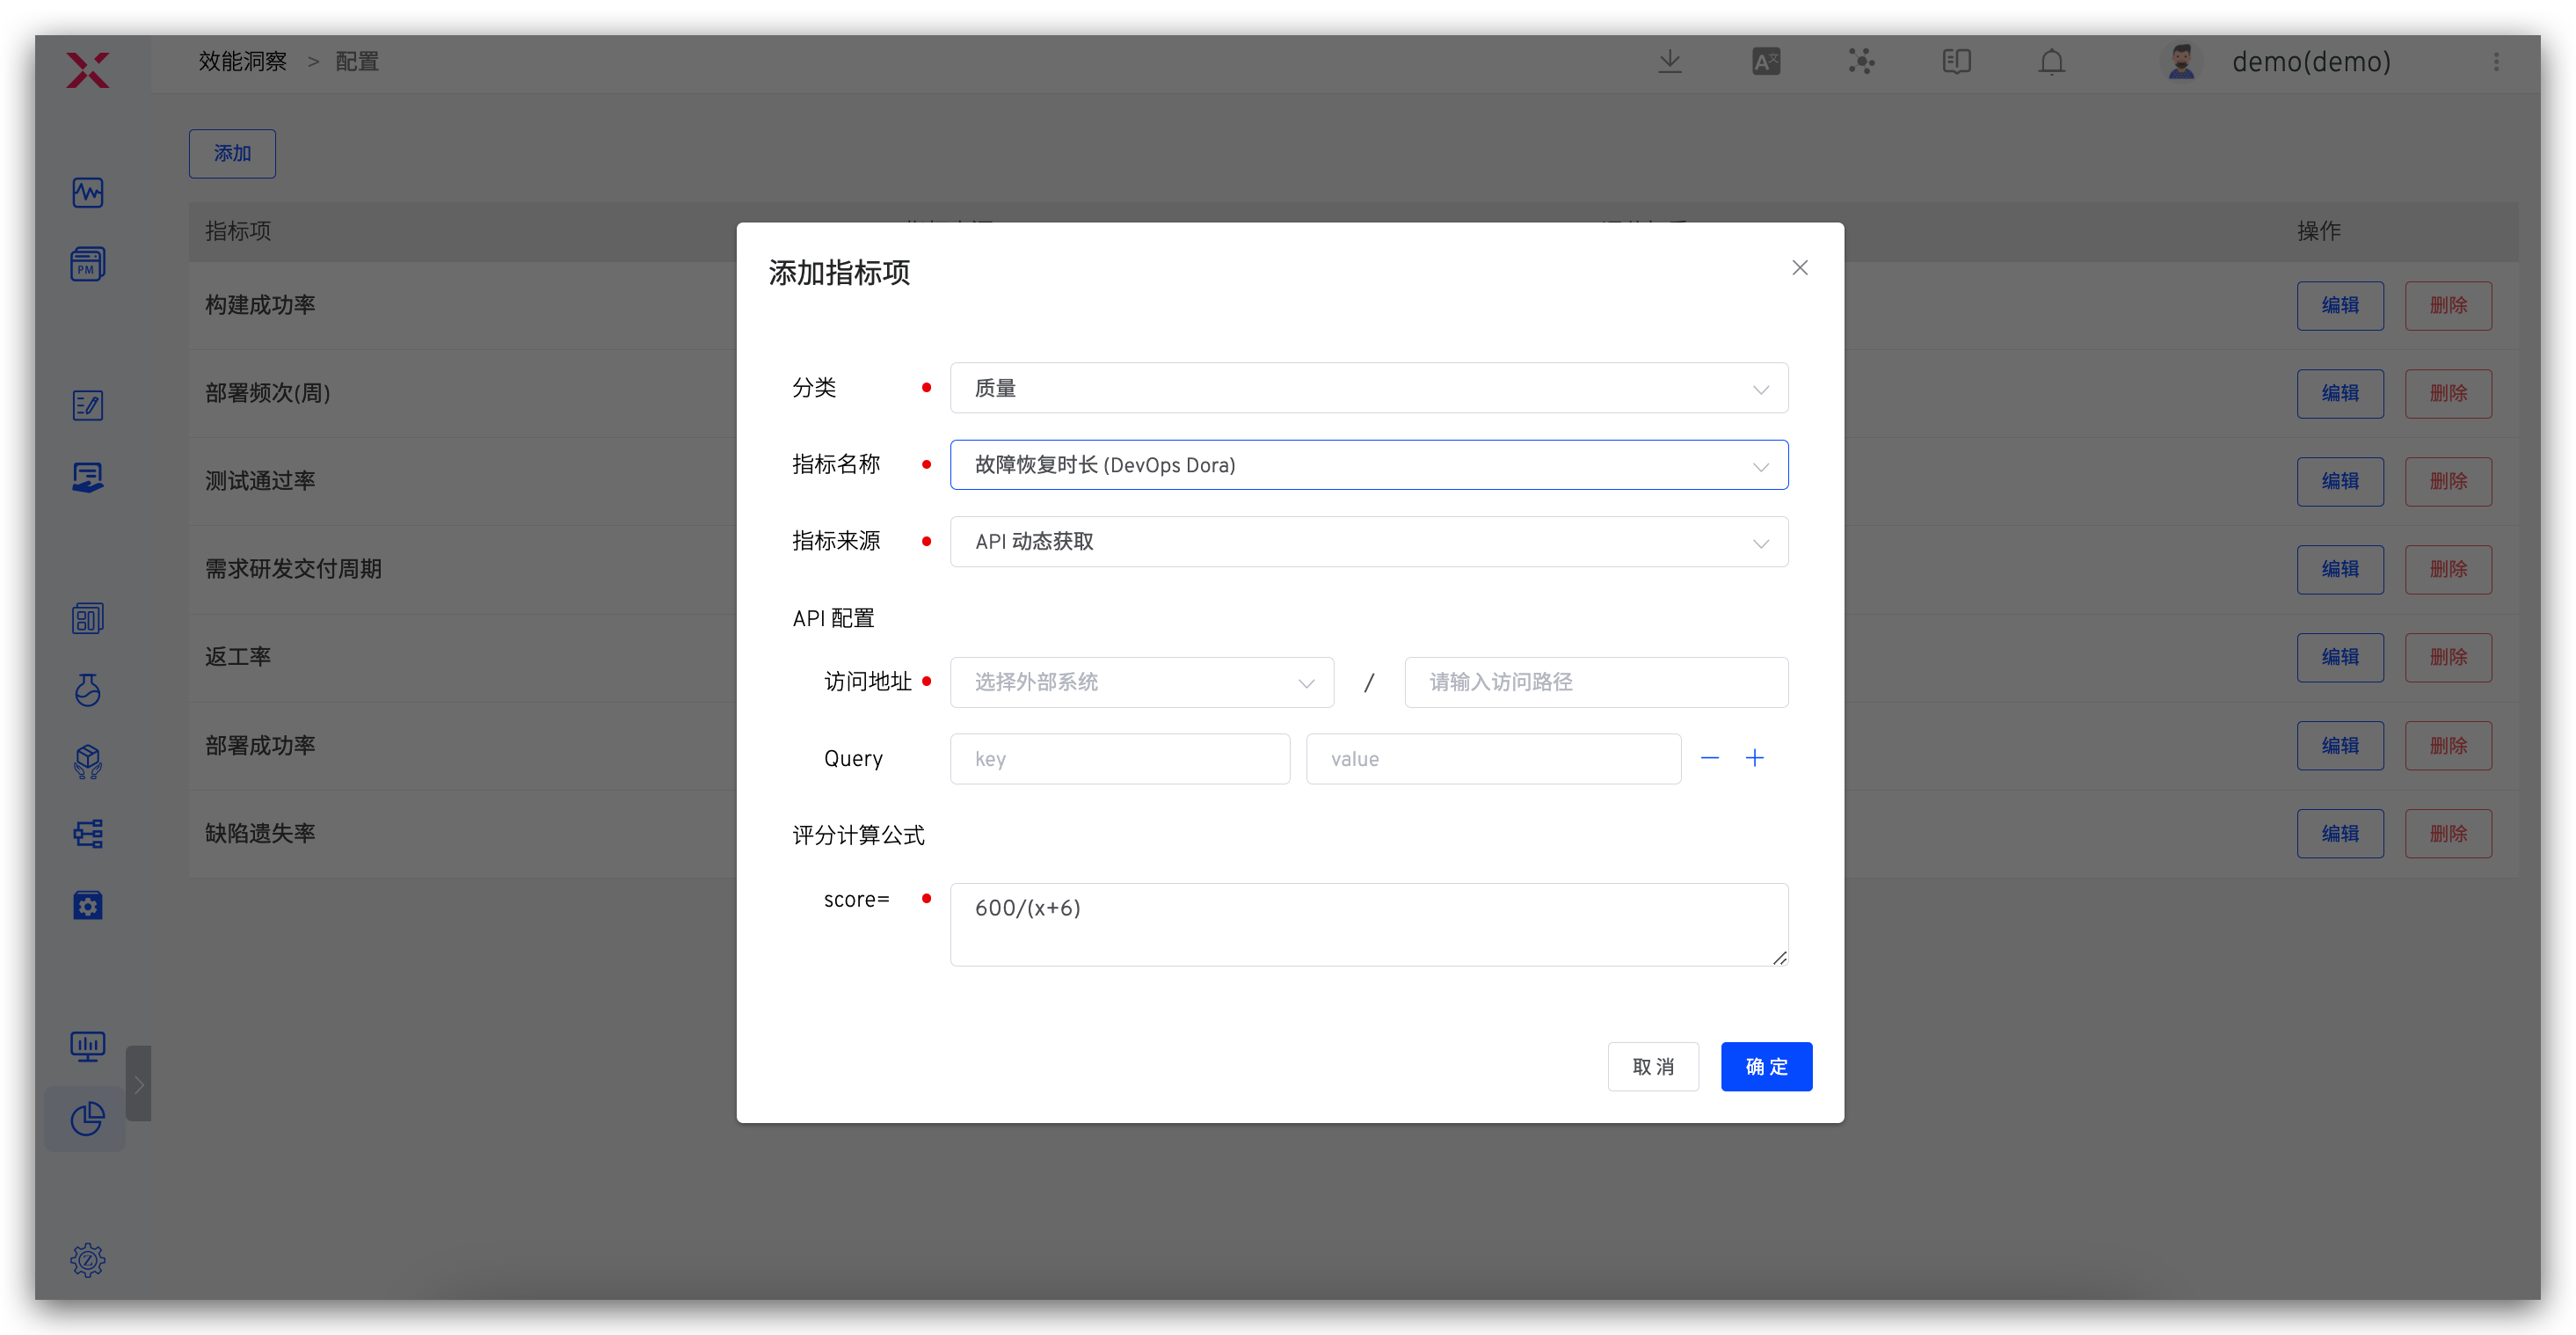 效能洞察 > 配置
demo(demo)
添加
指标项
操作
PM
构建成功率
编辑 删除
部署频次(周)
编辑 删除
测试通过率
编辑 删除
需求研发交付周期
编辑 删除
返工率
编辑 删除
部署成功率
编辑 删除
缺陷遗失率
编辑 删除
添加指标项
分类 质量
指标名称 故障恢复时长 (DevOps Dora)
指标来源 API 动态获取
API 配置
访问地址 选择外部系统 / 请输入访问路径
Query key value
评分计算公式
score= 600/(x+6)
取消 确定